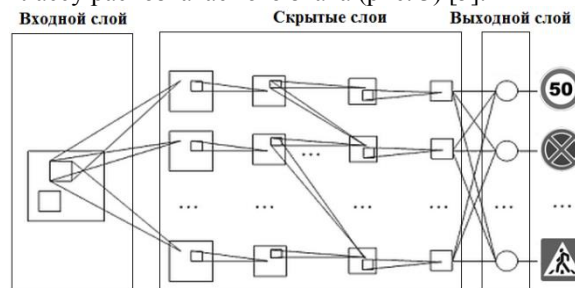 Входной слой
Скрытые слои
Выходной слой
50
...
... ... ... ... ... ...